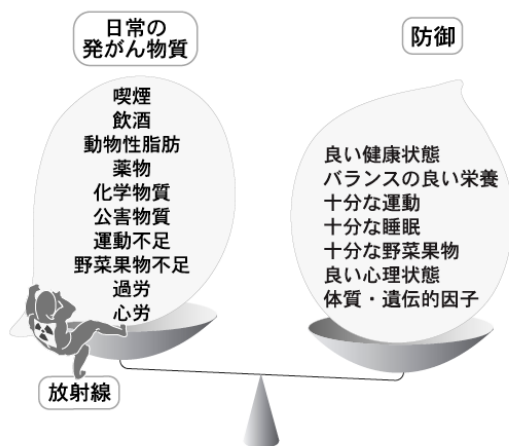 日常の
発がん物質
喫煙
飲酒
動物性脂肪
薬物
化学物質
公害物質
運動不足
野菜果物不足
過労
心労
放射線
防御
良い健康状態
バランスの良い栄養
十分な運動
十分な睡眠
十分な野菜果物
良い心理状態
体質・遺伝的因子